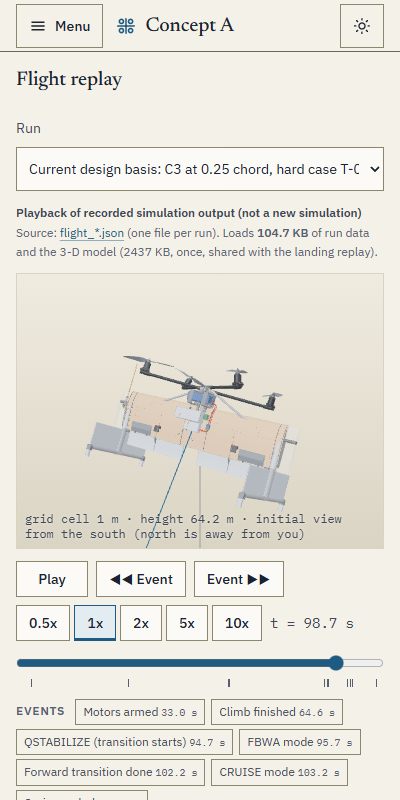 Menu
Concept A
Flight replay
Run
Current design basis: C3 at 0.25 chord, hard case T-0
Playback of recorded simulation output (not a new simulation)
Source: flight_*.json (one file per run). Loads 104.7 KB of run data
and the 3-D model (2437 KB, once, shared with the landing replay).
grid cell 1 m · height 64.2 m · initial view
from the south (north is away from you)
Play
◀◀ Event
Event ▶▶
0.5x
1x
2x
5x
10x
t = 98.7 s
EVENTS
Motors armed 33.0 s
Climb finished 64.6 s
QSTABILIZE (transition starts) 94.7 s
FBWA mode 95.7 s
Forward transition done 102.2 s
CRUISE mode 103.2 s